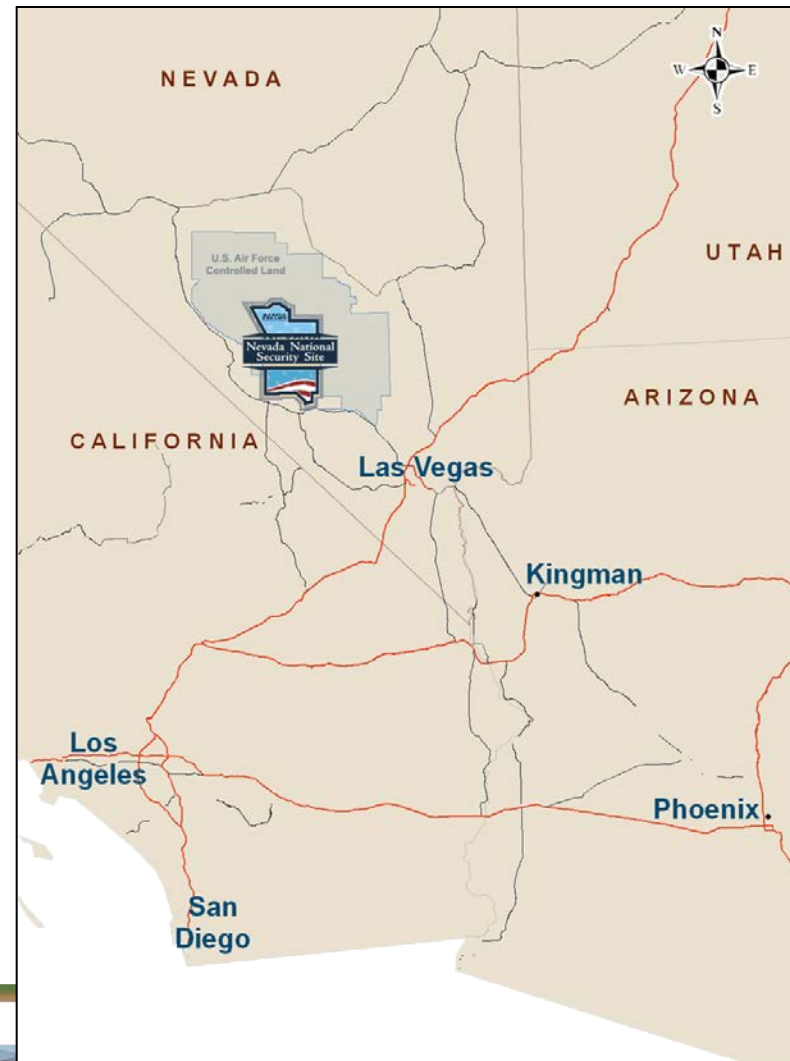 N
W E
S
NEVADA
U.S. Air Force
Controlled Land
UTAH
NNSS
Nevada National
Security Site
ARIZONA
CALIFORNIA
Las Vegas
Kingman
Los
Angeles
Phoenix
San
Diego